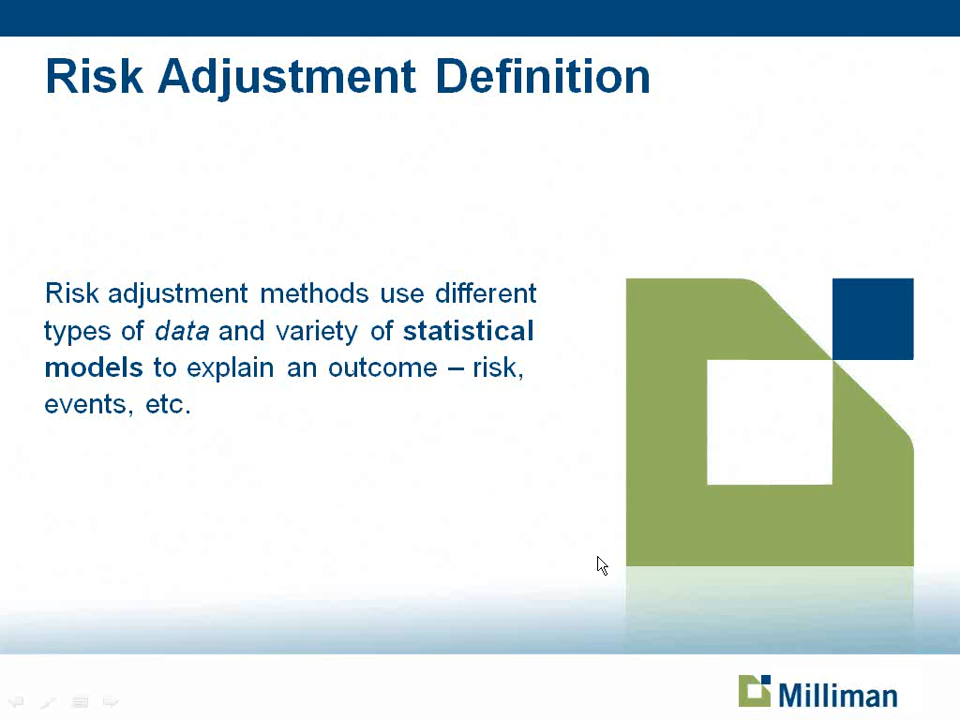 Risk Adjustment Definition
Risk adjustment methods use different
types of data and variety of statistical
models to explain an outcome – risk,
events, etc.
Milliman